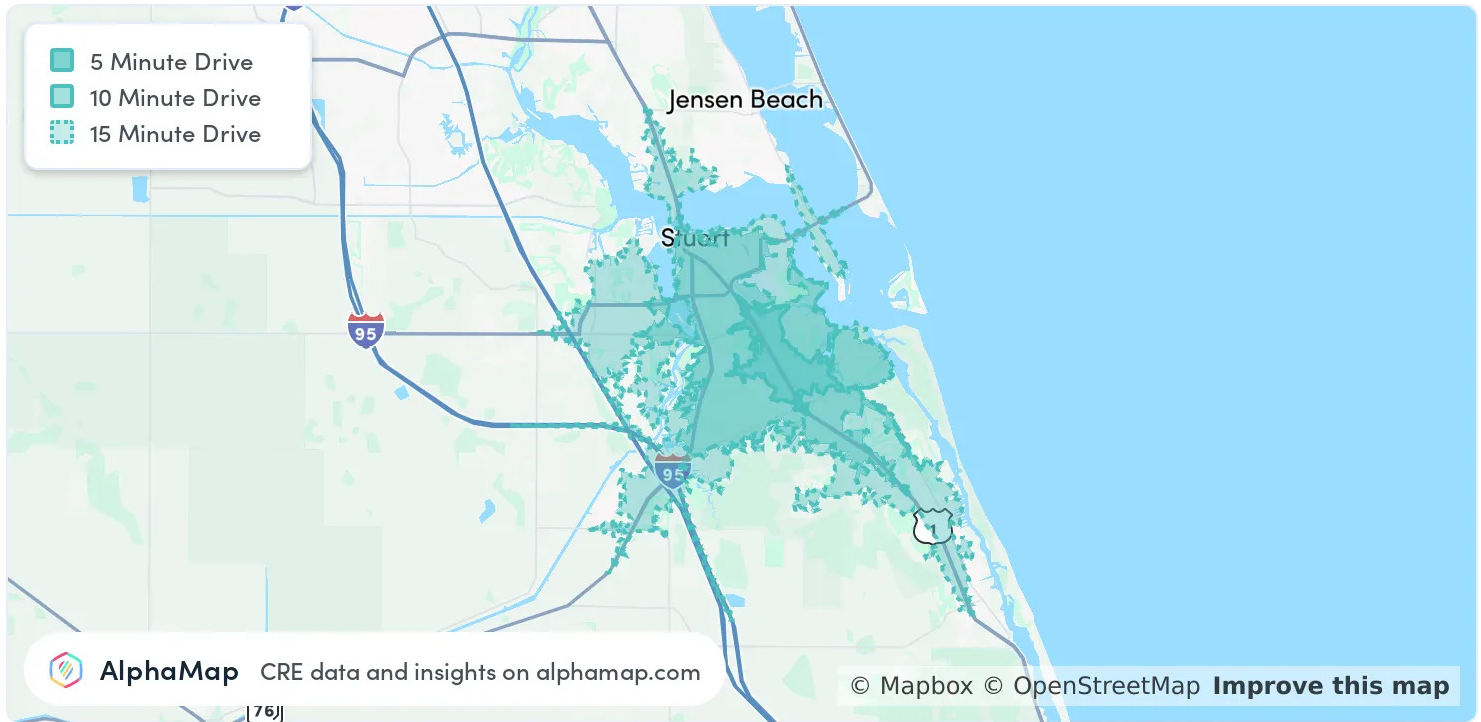 5 Minute Drive
10 Minute Drive
15 Minute Drive
Jensen Beach
Stuart
95
95
1
AlphaMap CRE data and insights on alphamap.com
© Mapbox © OpenStreetMap Improve this map
76